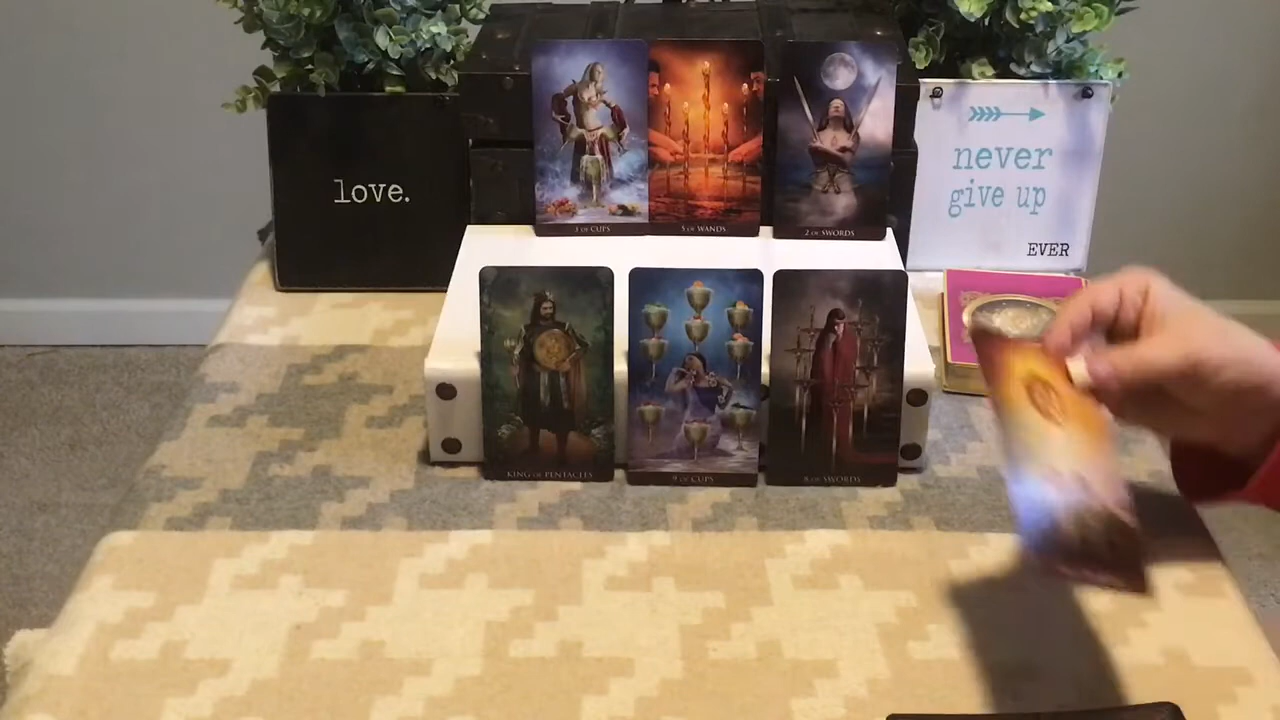 love.
never
give up
EVER
3 OF CUPS
5 OF WANDS
2 OF SWORDS
KING OF PENTACLES
9 OF CUPS
8 OF SWORDS